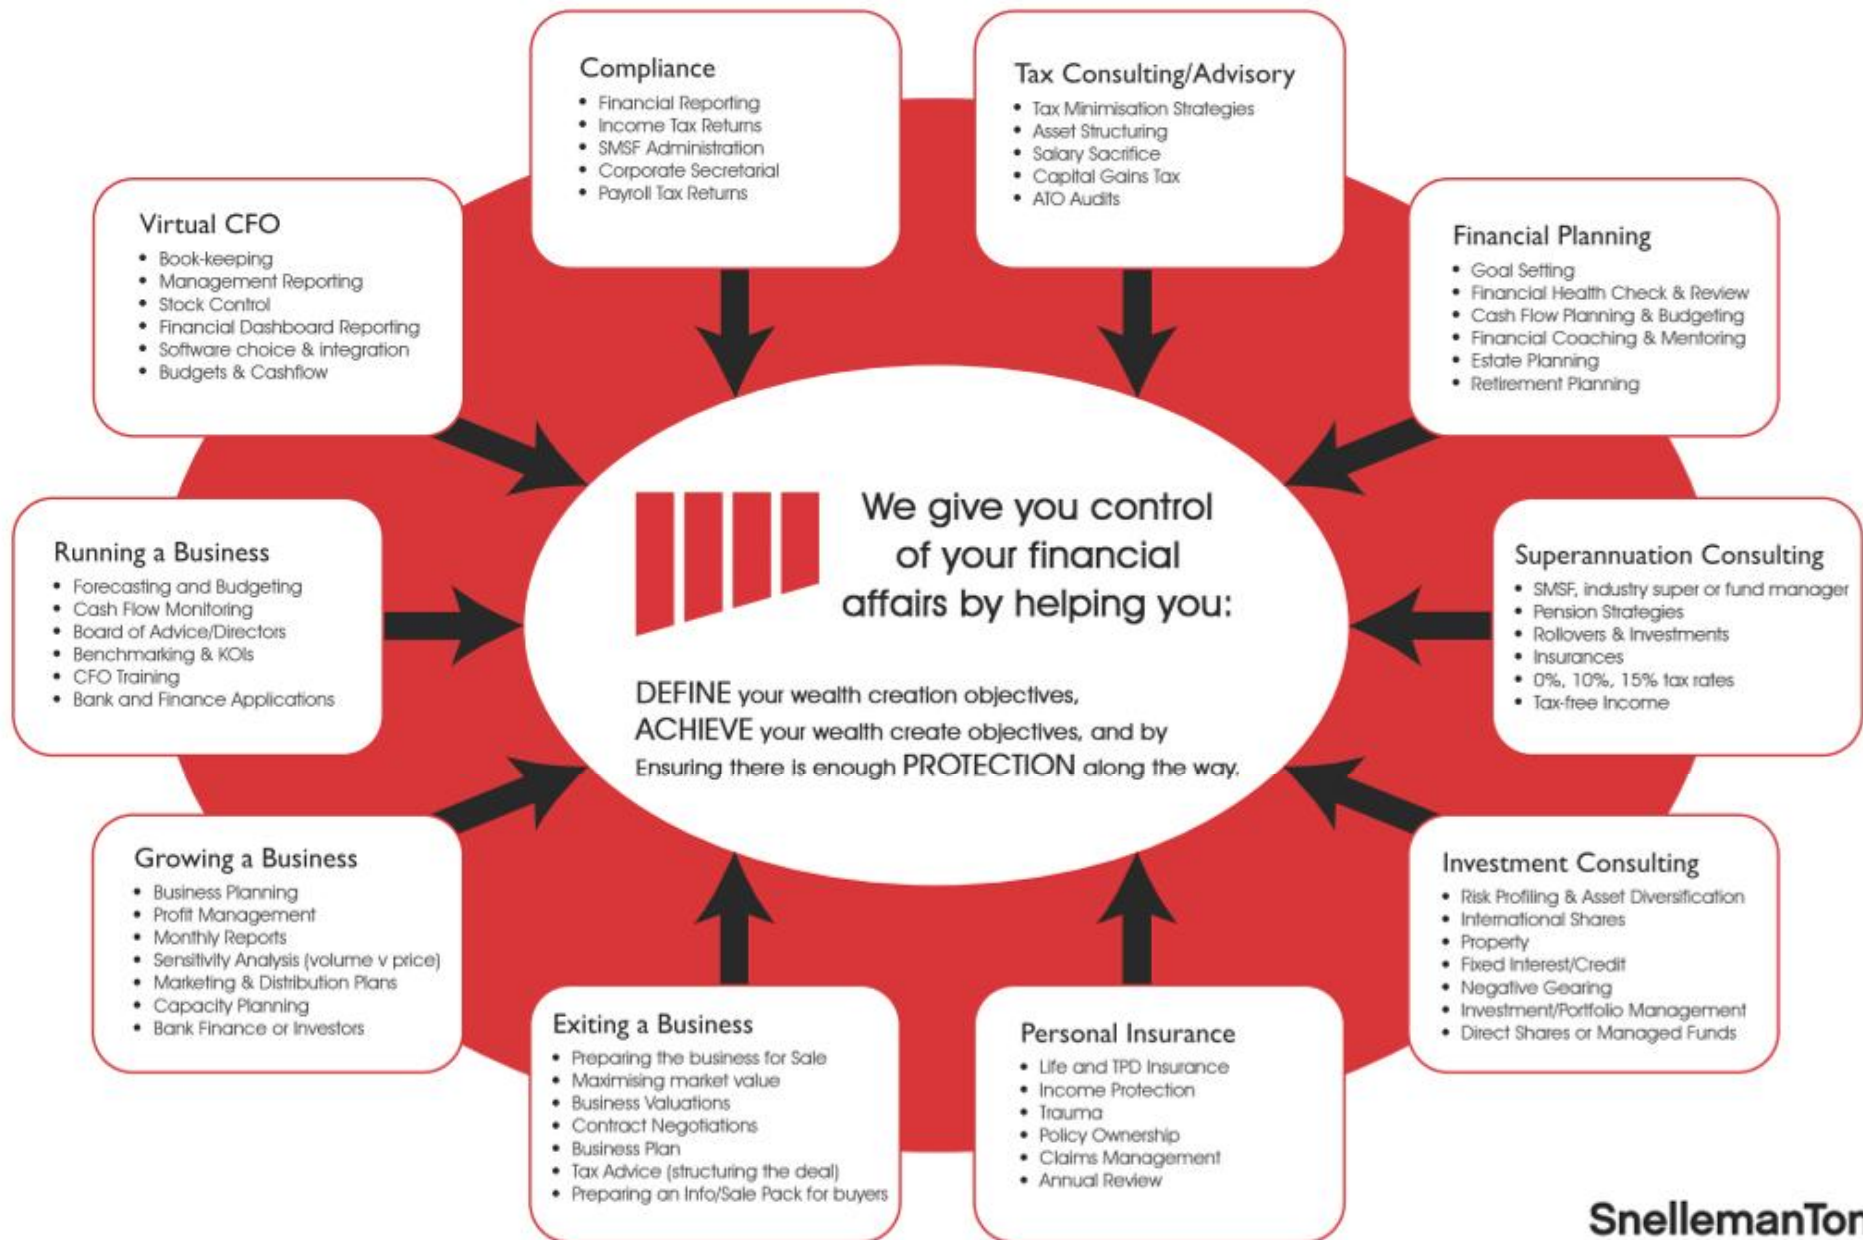 Compliance
• Financial Reporting
• Income Tax Returns
• SMSF Administration
• Corporate Secretarial
• Payroll Tax Returns
Tax Consulting/Advisory
• Tax Minimisation Strategies
• Asset Structuring
• Salary Sacrifice
• Capital Gains Tax
• ATO Audits
Virtual CFO
• Book-keeping
• Management Reporting
• Stock Control
• Financial Dashboard Reporting
• Software choice & integration
• Budgets & Cashflow
Financial Planning
• Goal Setting
• Financial Health Check & Review
• Cash Flow Planning & Budgeting
• Financial Coaching & Mentoring
• Estate Planning
• Retirement Planning
We give you control
of your financial
affairs by helping you:
DEFINE your wealth creation objectives,
ACHIEVE your wealth create objectives, and by
Ensuring there is enough PROTECTION along the way.
Running a Business
• Forecasting and Budgeting
• Cash Flow Monitoring
• Board of Advice/Directors
• Benchmarking & KOIs
• CFO Training
• Bank and Finance Applications
Superannuation Consulting
• SMSF, industry super or fund manager
• Pension Strategies
• Rollovers & Investments
• Insurances
• 0%, 10%, 15% tax rates
• Tax-free Income
Growing a Business
• Business Planning
• Profit Management
• Monthly Reports
• Sensitivity Analysis (volume v price)
• Marketing & Distribution Plans
• Capacity Planning
• Bank Finance or Investors
Investment Consulting
• Risk Profiling & Asset Diversification
• International Shares
• Property
• Fixed Interest/Credit
• Negative Gearing
• Investment/Portfolio Management
• Direct Shares or Managed Funds
Exiting a Business
• Preparing the business for Sale
• Maximising market value
• Business Valuations
• Contract Negotiations
• Business Plan
• Tax Advice (structuring the deal)
• Preparing an Info/Sale Pack for buyers
Personal Insurance
• Life and TPD Insurance
• Income Protection
• Trauma
• Policy Ownership
• Claims Management
• Annual Review
SnellemanTom